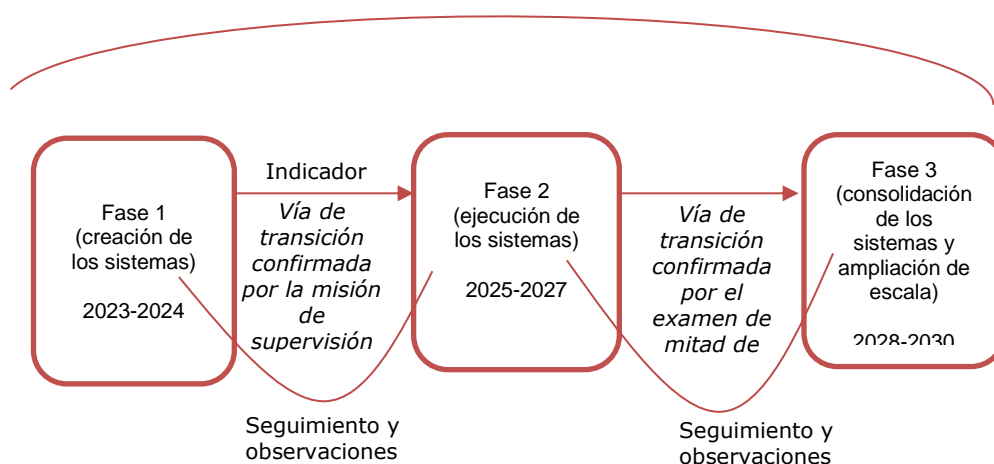 Fase 1
(creación de
los sistemas)
2023-2024
Indicador
Vía de
transición
confirmada
por la misión
de
supervisión
Seguimiento y
observaciones
Fase 2
(ejecución de
los sistemas)
2025-2027
Vía de
transición
confirmada
por el
examen de
mitad de
Seguimiento y
observaciones
Fase 3
(consolidación
de los
sistemas y
ampliación de
escala)
2028-2030